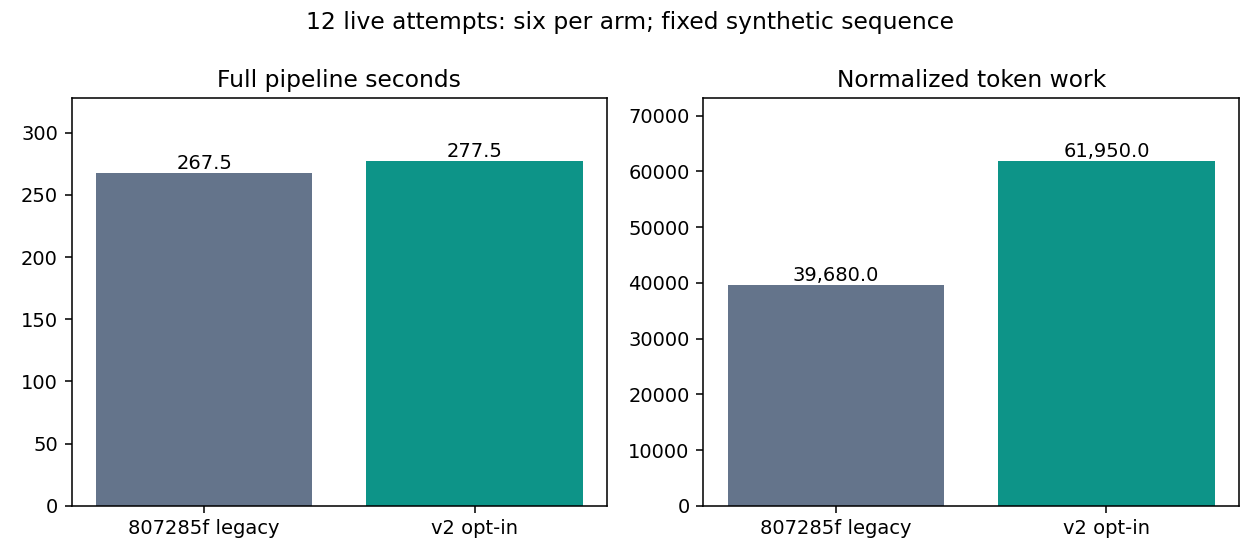 12 live attempts: six per arm; fixed synthetic sequence
Full pipeline seconds
300
250
200
150
100
50
0
267.5
277.5
807285f legacy
v2 opt-in
Normalized token work
70000
60000
50000
40000
30000
20000
10000
0
39,680.0
61,950.0
807285f legacy
v2 opt-in